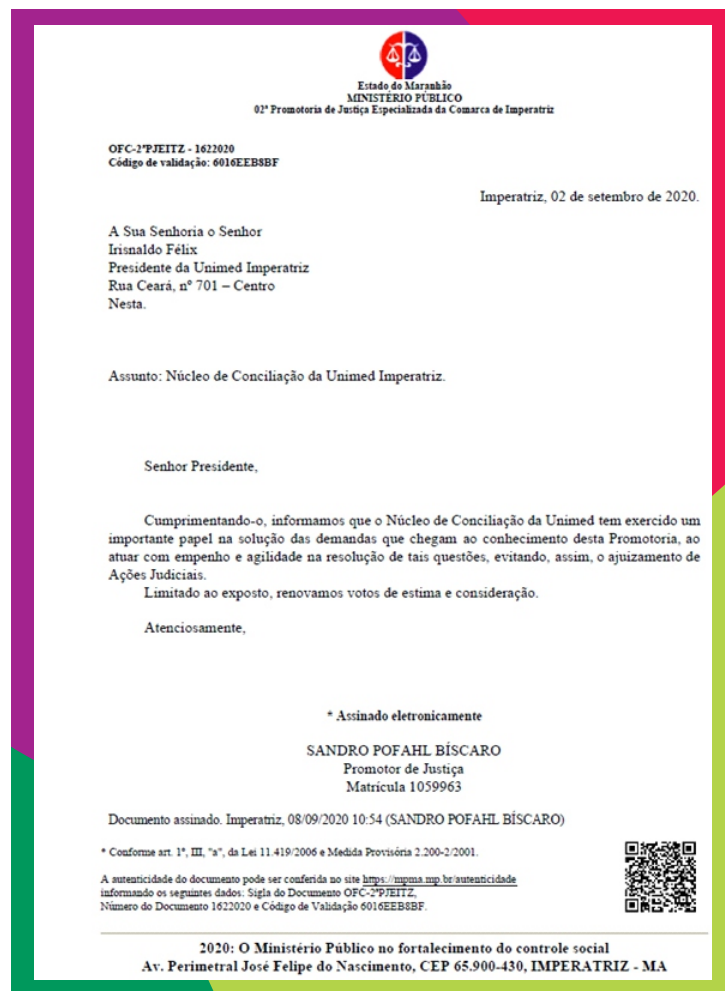 Estado do Maranhão
MINISTÉRIO PÚBLICO
02ª Promotoria de Justiça Especializada da Comarca de Imperatriz
OFC-2ªPJEITZ - 1622020
Código de validação: 6016EEB8BF
Imperatriz, 02 de setembro de 2020.
A Sua Senhoria o Senhor
Irisnaldo Félix
Presidente da Unimed Imperatriz
Rua Ceará, nº 701 – Centro
Nesta.
Assunto: Núcleo de Conciliação da Unimed Imperatriz.
Senhor Presidente,
Cumprimentando-o, informamos que o Núcleo de Conciliação da Unimed tem exercido um
importante papel na solução das demandas que chegam ao conhecimento desta Promotoria, ao
atuar com empenho e agilidade na resolução de tais questões, evitando, assim, o ajuizamento de
Ações Judiciais.
Limitado ao exposto, renovamos votos de estima e consideração.
Atenciosamente,
* Assinado eletronicamente
SANDRO POFAHL BÍSCARO
Promotor de Justiça
Matrícula 1059963
Documento assinado. Imperatriz, 08/09/2020 10:54 (SANDRO POFAHL BÍSCARO)
* Conforme art. 1º, III, "a", da Lei 11.419/2006 e Medida Provisória 2.200-2/2001.
A autenticidade do documento pode ser conferida no site https://mpma.mp.br/autenticidade
informando os seguintes dados: Sigla do Documento OFC-2ªPJEITZ,
Número do Documento 1622020 e Código de Validação 6016EEB8BF.
2020: O Ministério Público no fortalecimento do controle social
Av. Perimetral José Felipe do Nascimento, CEP 65.900-430, IMPERATRIZ - MA